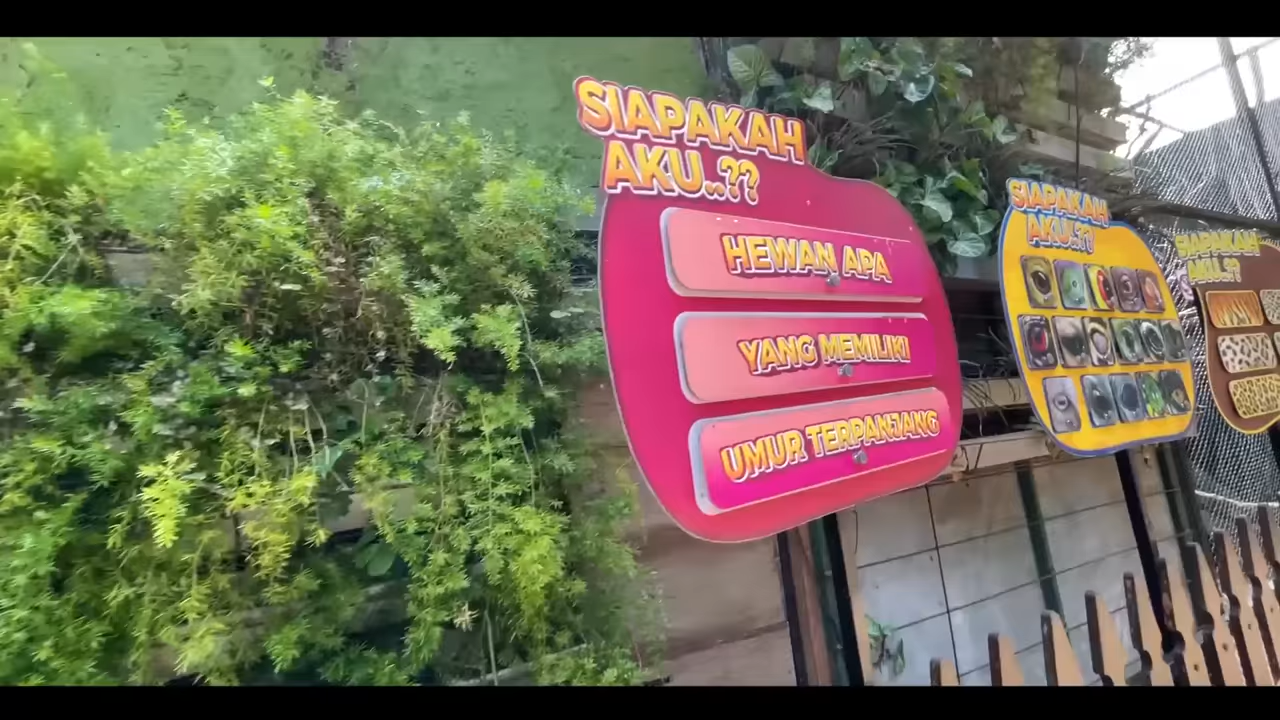 SIAPAKAH
AKU..??
HEWAN APA
YANG MEMILIKI
UMUR TERPANJANG
SIAPAKAH
AKU..??
SIAPAKAH
AKU..??